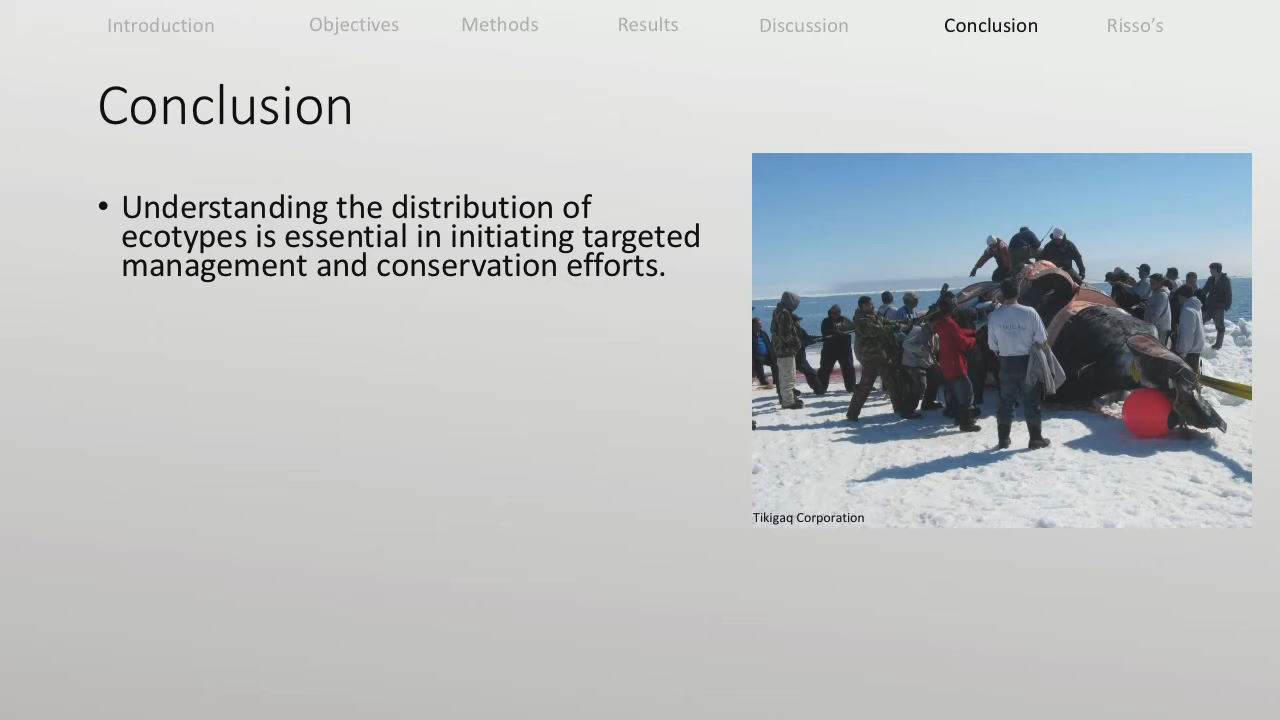 Introduction Objectives Methods Results Discussion Conclusion Risso’s
Conclusion
• Understanding the distribution of
ecotypes is essential in initiating targeted
management and conservation efforts.
Tikigaq Corporation